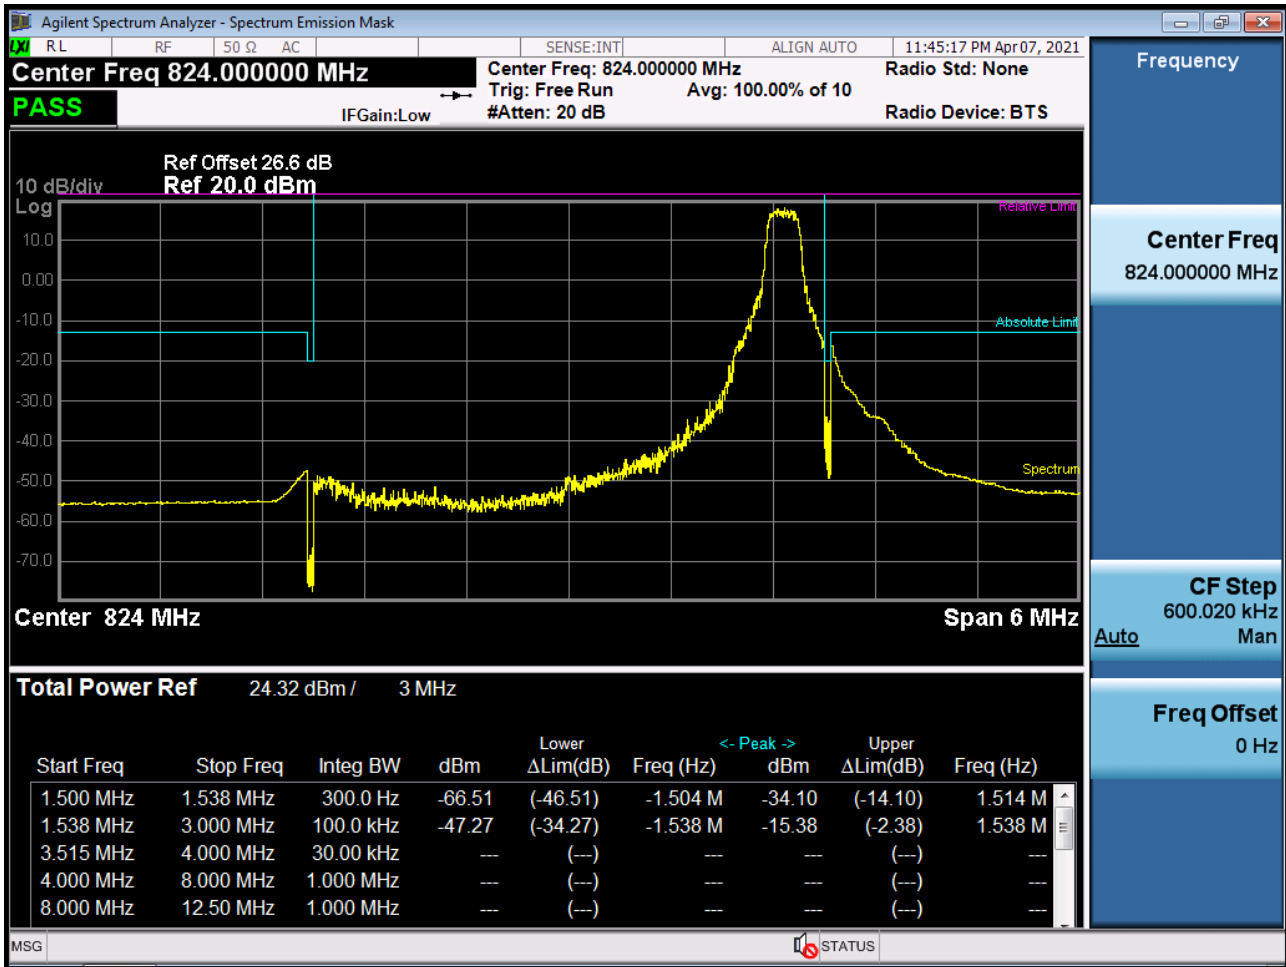 Agilent Spectrum Analyzer - Spectrum Emission Mask
LXI RL RF 50 Ω AC SENSE:INT ALIGN AUTO 11:45:17 PM Apr 07, 2021
Center Freq 824.000000 MHz
Center Freq: 824.000000 MHz Radio Std: None
Trig: Free Run Avg: 100.00% of 10
PASS IFGain:Low #Atten: 20 dB Radio Device: BTS
Ref Offset 26.6 dB
10 dB/div Ref 20.0 dBm
Log
Relative Limit
10.0
0.00
-10.0
Absolute Limit
-20.0
-30.0
-40.0
Spectrum
-50.0
-60.0
-70.0
Center 824 MHz Span 6 MHz
Total Power Ref 24.32 dBm / 3 MHz
Lower <- Peak -> Upper
Start Freq Stop Freq Integ BW dBm ΔLim(dB) Freq (Hz) dBm ΔLim(dB) Freq (Hz)
1.500 MHz 1.538 MHz 300.0 Hz -66.51 (-46.51) -1.504 M -34.10 (-14.10) 1.514 M
1.538 MHz 3.000 MHz 100.0 kHz -47.27 (-34.27) -1.538 M -15.38 (-2.38) 1.538 M
3.515 MHz 4.000 MHz 30.00 kHz --- (---) --- --- (---) ---
4.000 MHz 8.000 MHz 1.000 MHz --- (---) --- --- (---) ---
8.000 MHz 12.50 MHz 1.000 MHz --- (---) --- --- (---) ---
MSG STATUS
Frequency
Center Freq
824.000000 MHz
CF Step
600.020 kHz
Auto Man
Freq Offset
0 Hz